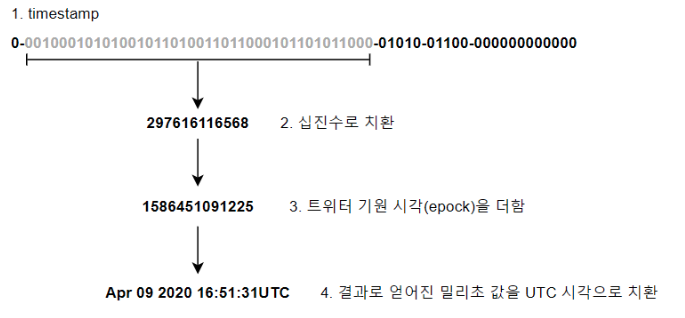 1. timestamp
0-00100010101001011010011011000101101011000-01010-01100-000000000000
297616116568 2. 십진수로 치환
1586451091225 3. 트위터 기원 시각(epock)을 더함
Apr 09 2020 16:51:31UTC 4. 결과로 얻어진 밀리초 값을 UTC 시각으로 치환